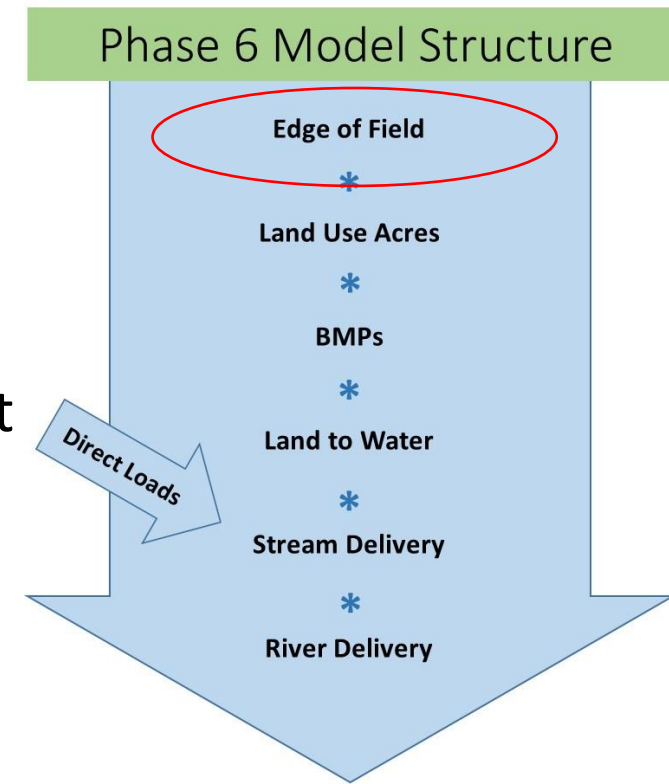 Phase 6 Model Structure
Edge of Field
*
Land Use Acres
*
BMPs
*
Land to Water
t
Direct Loads
*
Stream Delivery
*
River Delivery